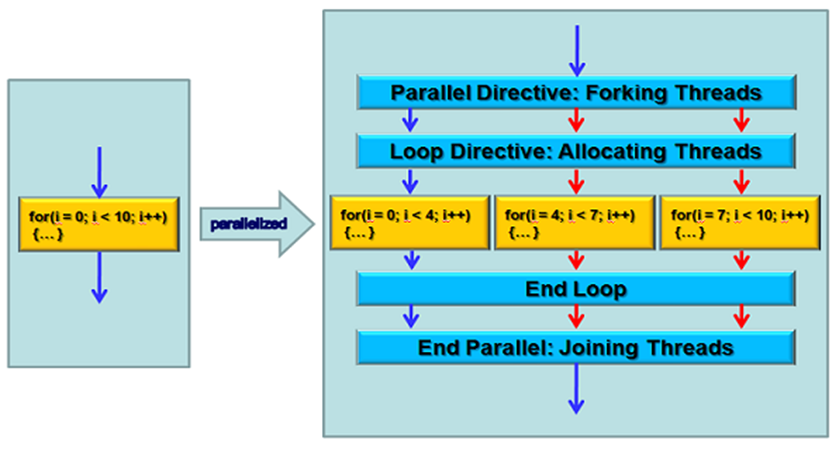 for(i = 0; i < 10; i++)
{... }
parallelized
Parallel Directive: Forking Threads
Loop Directive: Allocating Threads
for(i = 0; i < 4; i++)
{... }
for(i = 4; i < 7; i++)
{... }
for(i = 7; i < 10; i++)
{... }
End Loop
End Parallel: Joining Threads